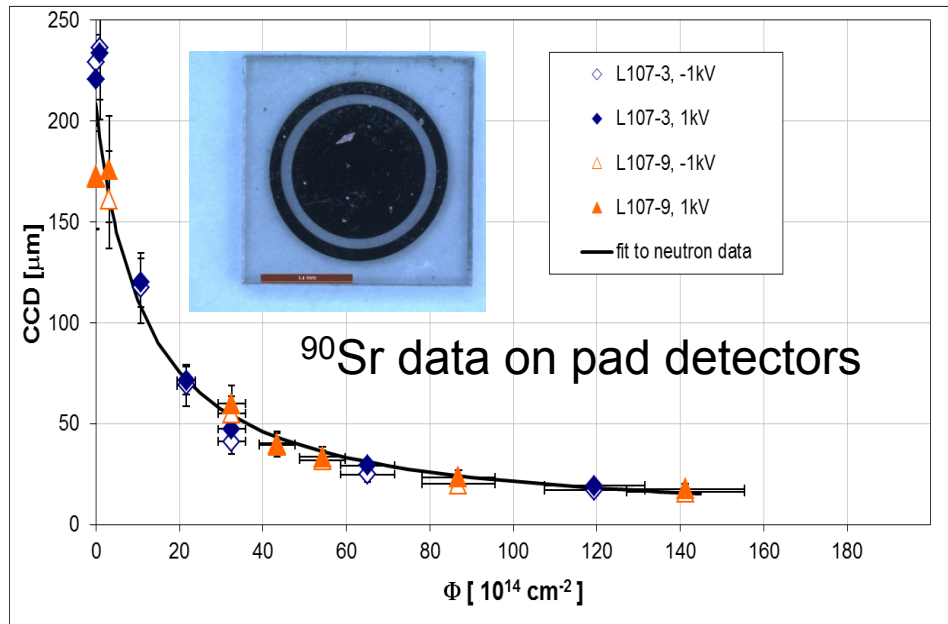 250
200
150
100
50
0
CCD [μm]
L107-3, -1kV
L107-3, 1kV
L107-9, -1kV
L107-9, 1kV
fit to neutron data
⁹⁰Sr data on pad detectors
0 20 40 60 80 100 120 140 160 180
Φ [ 10¹⁴ cm⁻² ]